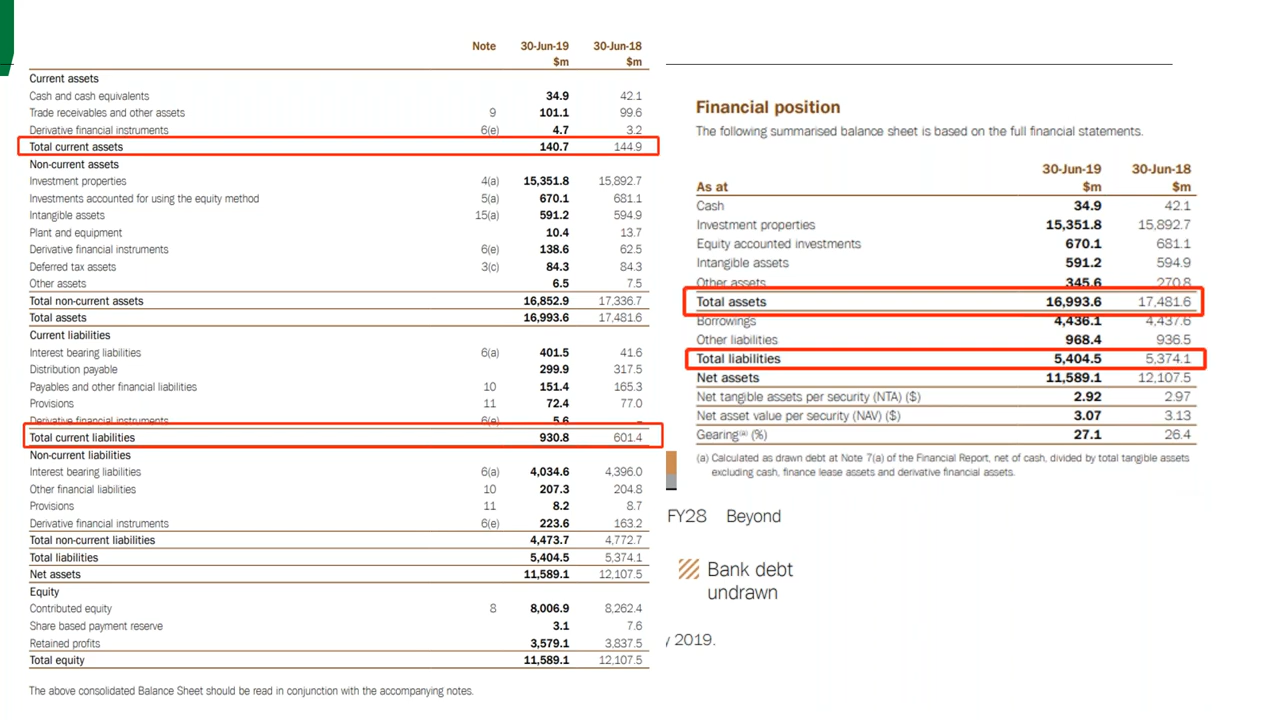 Note 30-Jun-19 30-Jun-18
$m $m
Current assets
Cash and cash equivalents 34.9 42.1
Trade receivables and other assets 9 101.1 99.6
Derivative financial instruments 6(e) 4.7 3.2
Total current assets 140.7 144.9
Non-current assets
Investment properties 4(a) 15,351.8 15,892.7
Investments accounted for using the equity method 5(a) 670.1 681.1
Intangible assets 15(a) 591.2 594.9
Plant and equipment 10.4 13.7
Derivative financial instruments 6(e) 138.6 62.5
Deferred tax assets 3(c) 84.3 84.3
Other assets 6.5 7.5
Total non-current assets 16,852.9 17,336.7
Total assets 16,993.6 17,481.6
Current liabilities
Interest bearing liabilities 6(a) 401.5 41.6
Distribution payable 299.9 317.5
Payables and other financial liabilities 10 151.4 165.3
Provisions 11 72.4 77.0
Derivative financial instruments 6(e) 5.6 –
Total current liabilities 930.8 601.4
Non-current liabilities
Interest bearing liabilities 6(a) 4,034.6 4,396.0
Other financial liabilities 10 207.3 204.8
Provisions 11 8.2 8.7
Derivative financial instruments 6(e) 223.6 163.2
Total non-current liabilities 4,473.7 4,772.7
Total liabilities 5,404.5 5,374.1
Net assets 11,589.1 12,107.5
Equity
Contributed equity 8 8,006.9 8,262.4
Share based payment reserve 3.1 7.6
Retained profits 3,579.1 3,837.5
Total equity 11,589.1 12,107.5
The above consolidated Balance Sheet should be read in conjunction with the accompanying notes.
Financial position
The following summarised balance sheet is based on the full financial statements.
30-Jun-19 30-Jun-18
As at $m $m
Cash 34.9 42.1
Investment properties 15,351.8 15,892.7
Equity accounted investments 670.1 681.1
Intangible assets 591.2 594.9
Other assets 345.6 270.8
Total assets 16,993.6 17,481.6
Borrowings 4,436.1 4,437.6
Other liabilities 968.4 936.5
Total liabilities 5,404.5 5,374.1
Net assets 11,589.1 12,107.5
Net tangible assets per security (NTA) ($) 2.92 2.97
Net asset value per security (NAV) ($) 3.07 3.13
Gearing(a) (%) 27.1 26.4
(a) Calculated as drawn debt at Note 7(a) of the Financial Report, net of cash, divided by total tangible assets
excluding cash, finance lease assets and derivative financial assets.
FY28 Beyond
Bank debt
undrawn
2019.